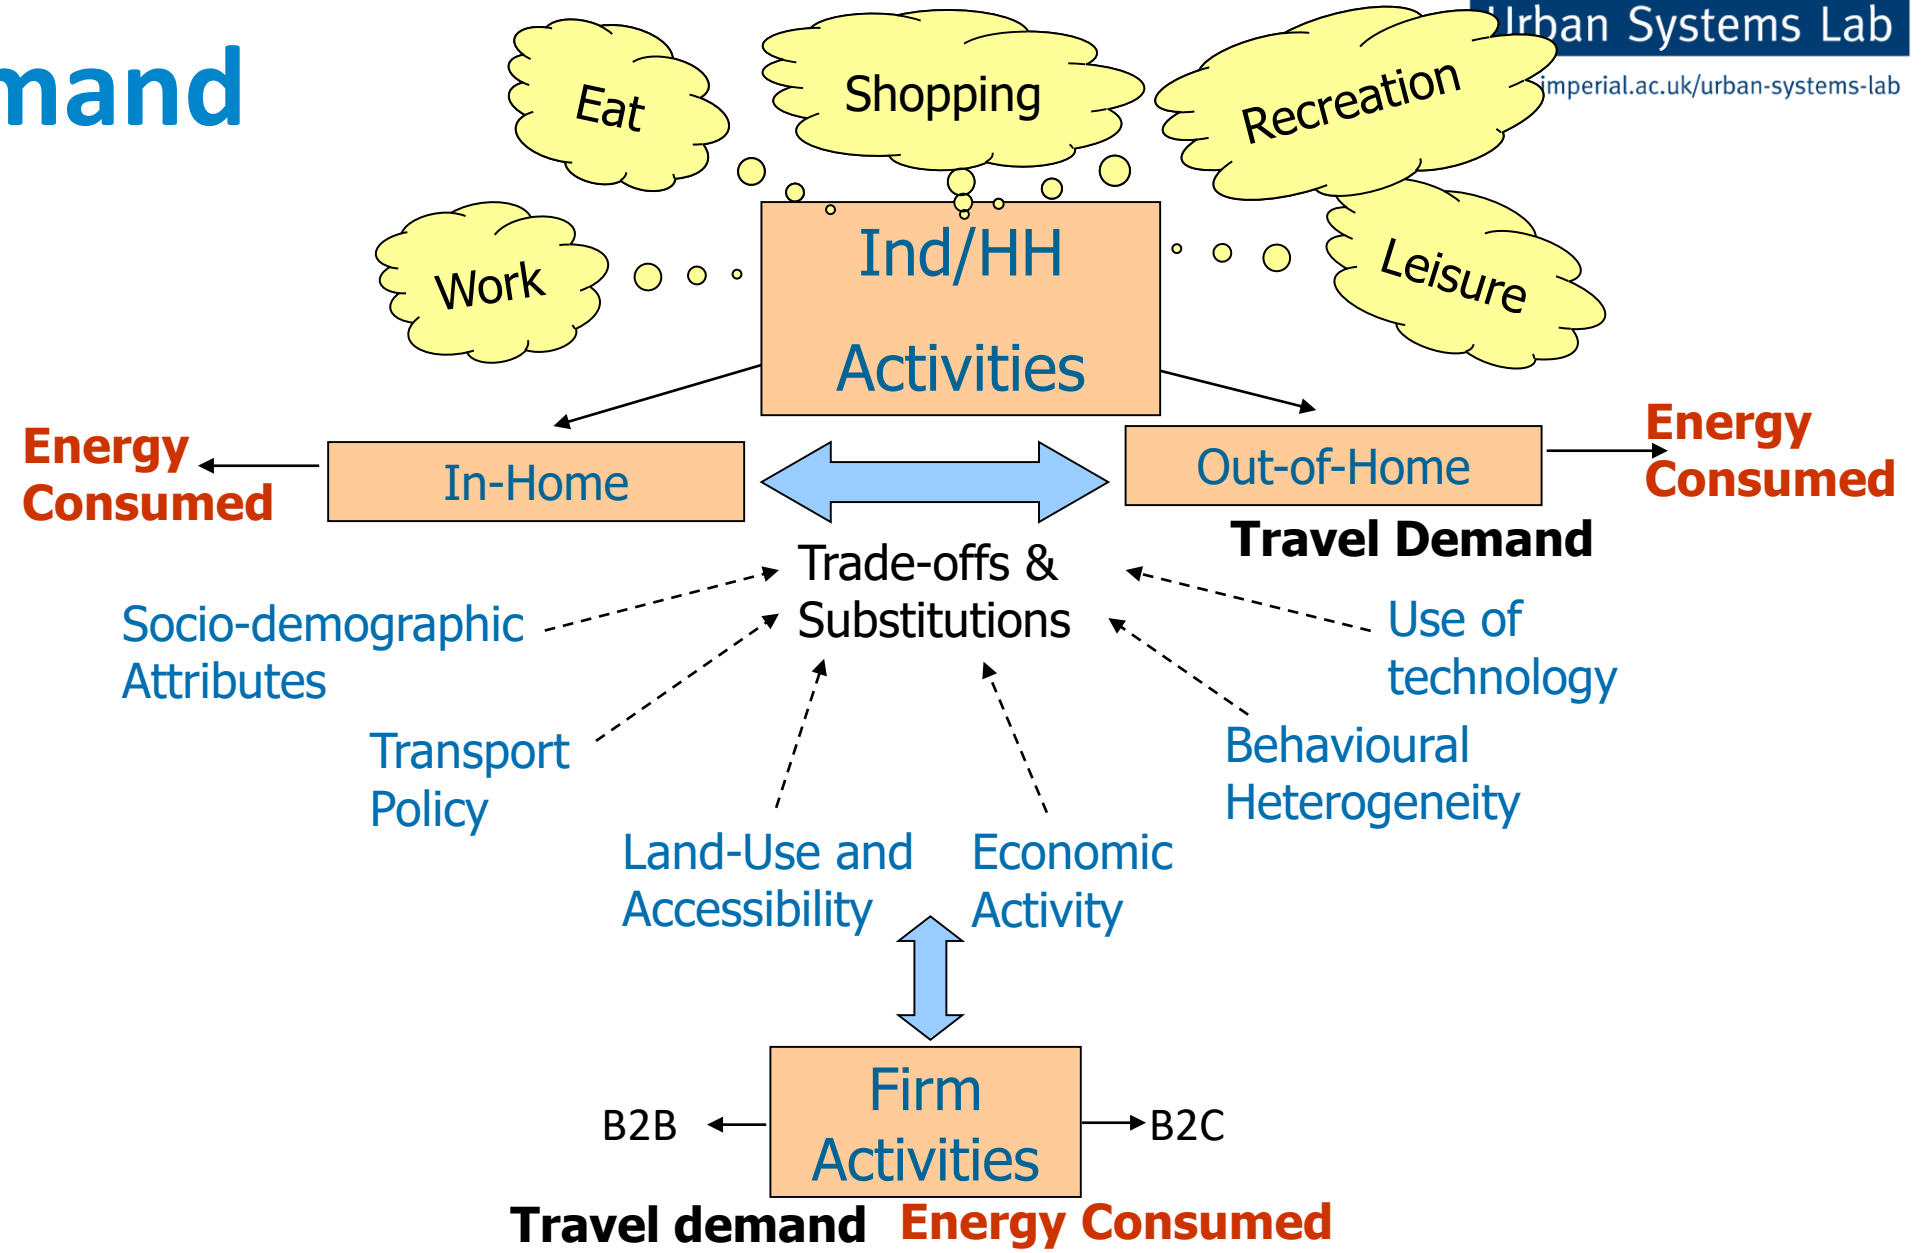 Urban Systems Lab
imperial.ac.uk/urban-systems-lab
mand
Eat
Shopping
Recreation
Work
Leisure
Ind/HH
Activities
Energy
Consumed
In-Home
Out-of-Home
Energy
Consumed
Travel Demand
Trade-offs &
Substitutions
Socio-demographic
Attributes
Use of
technology
Transport
Policy
Behavioural
Heterogeneity
Land-Use and
Accessibility
Economic
Activity
Firm
Activities
B2B
B2C
Travel demand
Energy Consumed